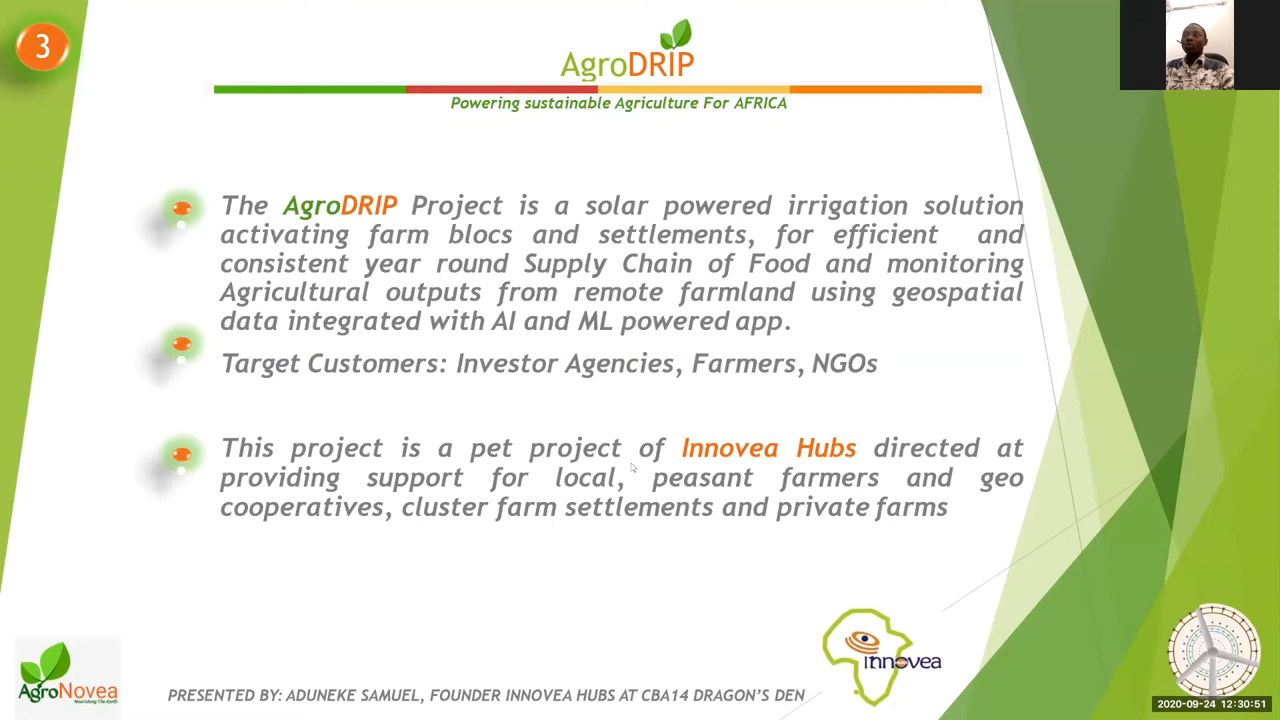 3
AgroDRIP
Powering sustainable Agriculture For AFRICA
The AgroDRIP Project is a solar powered irrigation solution
activating farm blocs and settlements, for efficient and
consistent year round Supply Chain of Food and monitoring
Agricultural outputs from remote farmland using geospatial
data integrated with AI and ML powered app.
Target Customers: Investor Agencies, Farmers, NGOs
This project is a pet project of Innovea Hubs directed at
providing support for local, peasant farmers and geo
cooperatives, cluster farm settlements and private farms
innovea
AgroNovea
Nourishing The Earth
PRESENTED BY: ADUNEKE SAMUEL, FOUNDER INNOVEA HUBS AT CBA14 DRAGON'S DEN
2020-09-24 12:30:51